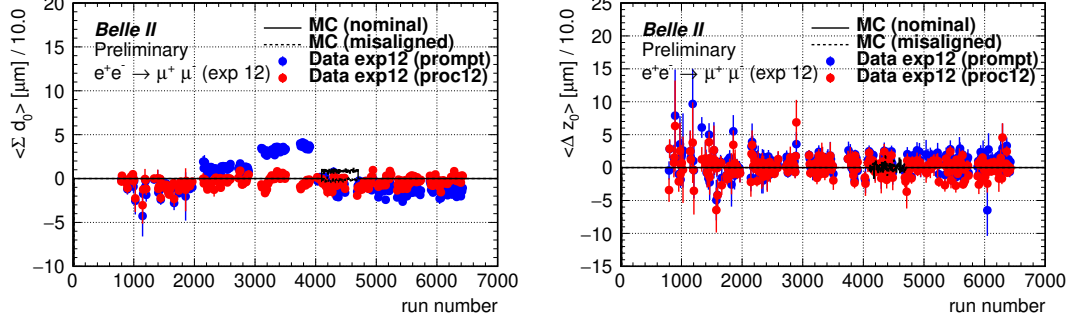 <Σ d₀> [μm] / 10.0
20
15
10
5
0
−5
−10
0 1000 2000 3000 4000 5000 6000 7000
run number
Belle II
Preliminary
e⁺e⁻ → μ⁺ μ⁻ (exp 12)
MC (nominal)
MC (misaligned)
Data exp12 (prompt)
Data exp12 (proc12)
<Δ z₀> [μm] / 10.0
25
20
15
10
5
0
−5
−10
−15
0 1000 2000 3000 4000 5000 6000 7000
run number
Belle II
Preliminary
e⁺e⁻ → μ⁺ μ⁻ (exp 12)
MC (nominal)
MC (misaligned)
Data exp12 (prompt)
Data exp12 (proc12)